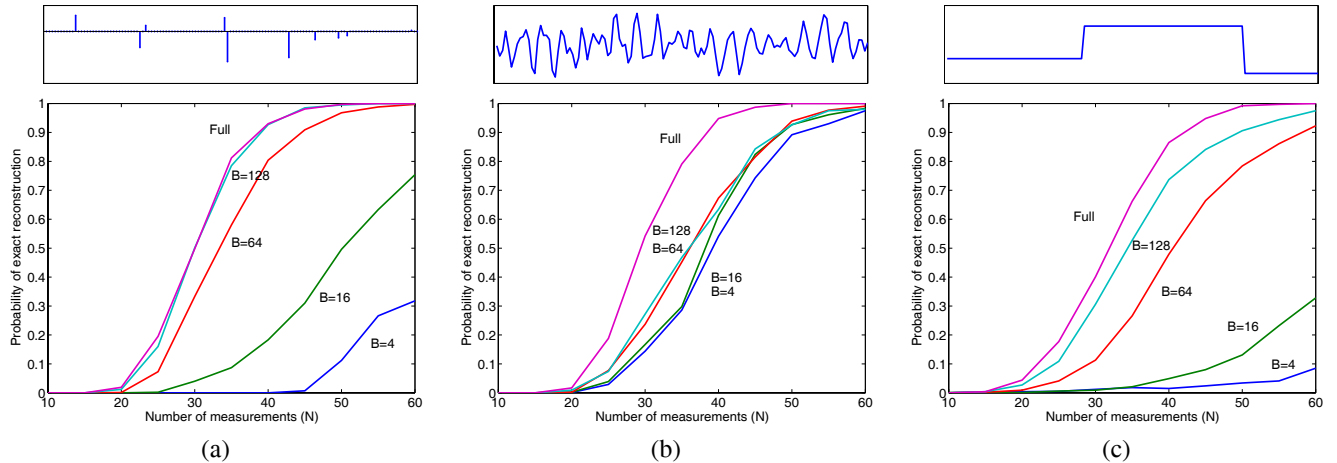 1
0.9
0.8
0.7
0.6
0.5
0.4
0.3
0.2
0.1
0
Probability of exact reconstruction
Full
B=128
B=64
B=16
B=4
10 20 30 40 50 60
Number of measurements (N)
(a)
1
0.9
0.8
0.7
0.6
0.5
0.4
0.3
0.2
0.1
0
Probability of exact reconstruction
Full
B=128
B=64
B=16
B=4
10 20 30 40 50 60
Number of measurements (N)
(b)
1
0.9
0.8
0.7
0.6
0.5
0.4
0.3
0.2
0.1
0
Probability of exact reconstruction
Full
B=128
B=64
B=16
B=4
10 20 30 40 50 60
Number of measurements (N)
(c)